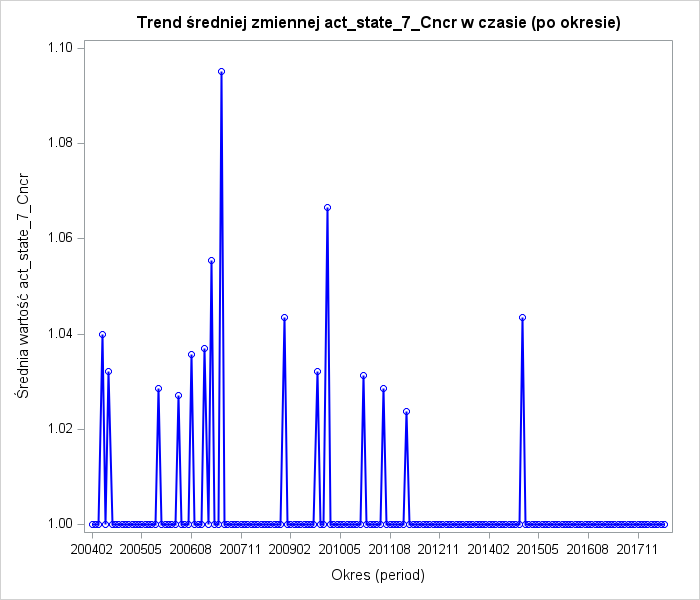 Trend średniej zmiennej act_state_7_Cncr w czasie (po okresie)
Średnia wartość act_state_7_Cncr
1.10
1.08
1.06
1.04
1.02
1.00
200402 200505 200608 200711 200902 201005 201108 201211 201402 201505 201608 201711
Okres (period)